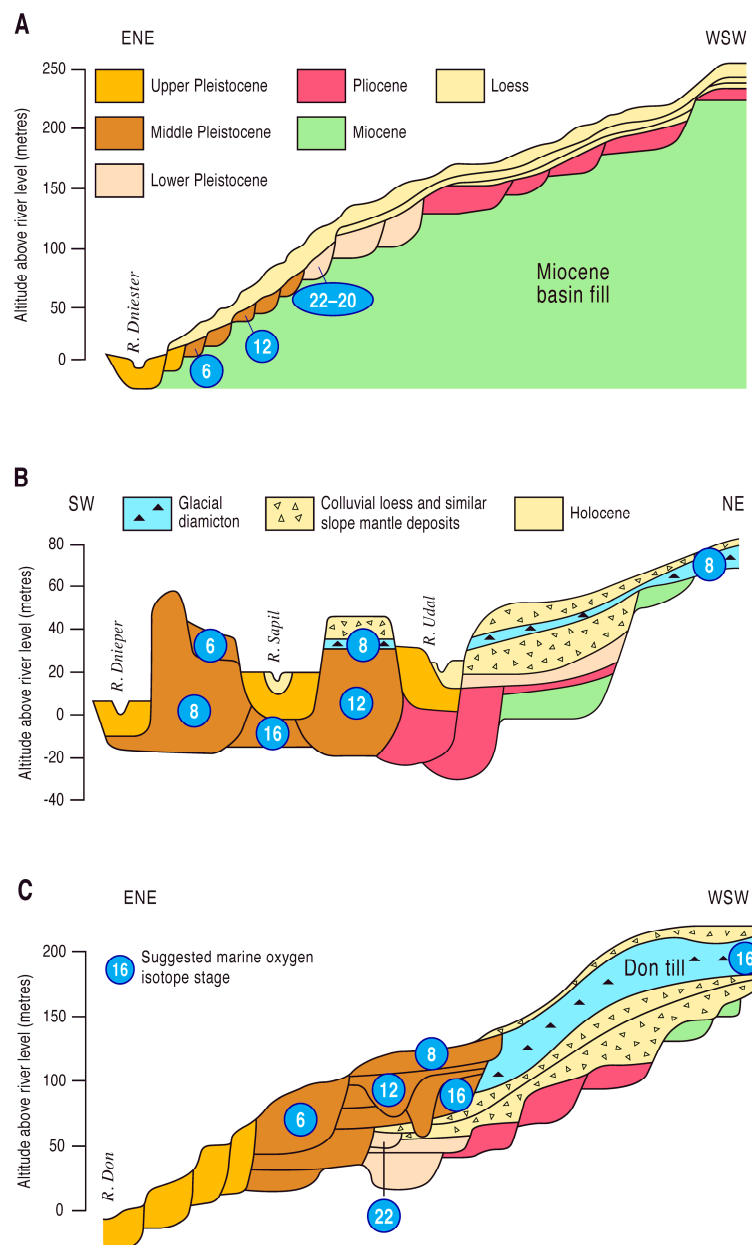 A
ENE
WSW
Upper Pleistocene
Pliocene
Loess
Middle Pleistocene
Miocene
Lower Pleistocene
Altitude above river level (metres)
250
200
150
100
50
0
R. Dniester
Miocene
basin fill
22–20
12
6
B
SW
NE
Glacial
diamicton
Colluvial loess and similar
slope mantle deposits
Holocene
Altitude above river level (metres)
80
60
40
20
0
-20
-40
R. Dnieper
R. Sapil
R. Udal
8
6
8
8
12
16
C
ENE
WSW
16
Suggested marine oxygen
isotope stage
Altitude above river level (metres)
200
150
100
50
0
R. Don
Don till
16
8
12
16
6
22